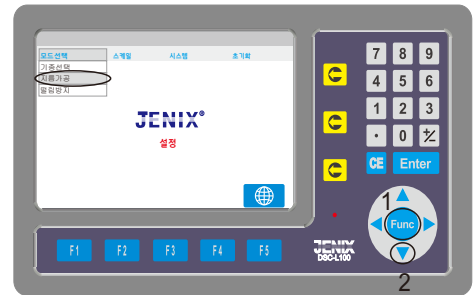 모드선택 스케일 시스템 초기화
기종선택
지름가공
밀림방지
JENIX®
설정
7 8 9
4 5 6
1 2 3
· 0 +/-
CE Enter
1
Func
2
F1 F2 F3 F4 F5
JENIX
DSC-L100